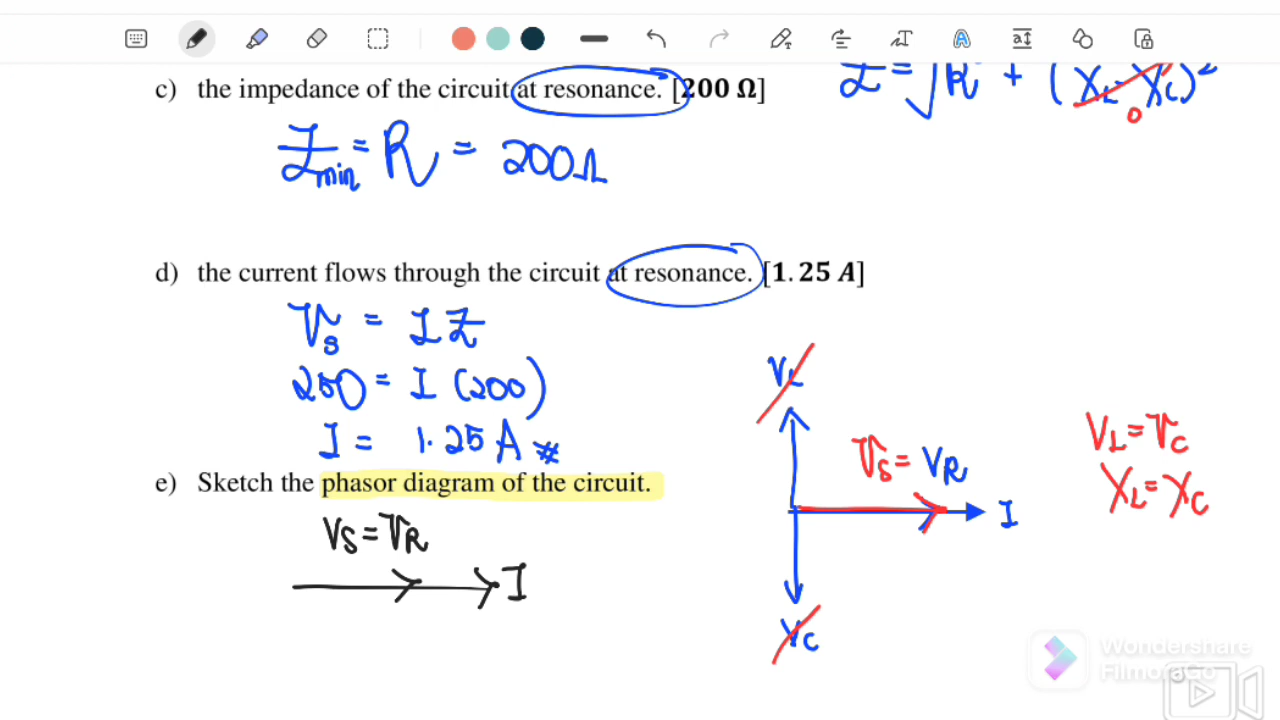 c) the impedance of the circuit at resonance. [200 Ω]
Z = √R + (XL - XC)²
0
Zmin = R = 200Ω
d) the current flows through the circuit at resonance. [1.25 A]
Vs = IZ
250 = I (200)
I = 1.25 A #
VL
Vs = VR
I
VC
VL = VC
XL = XC
e) Sketch the phasor diagram of the circuit.
Vs = VR
I
Wondershare
FilmoraGo